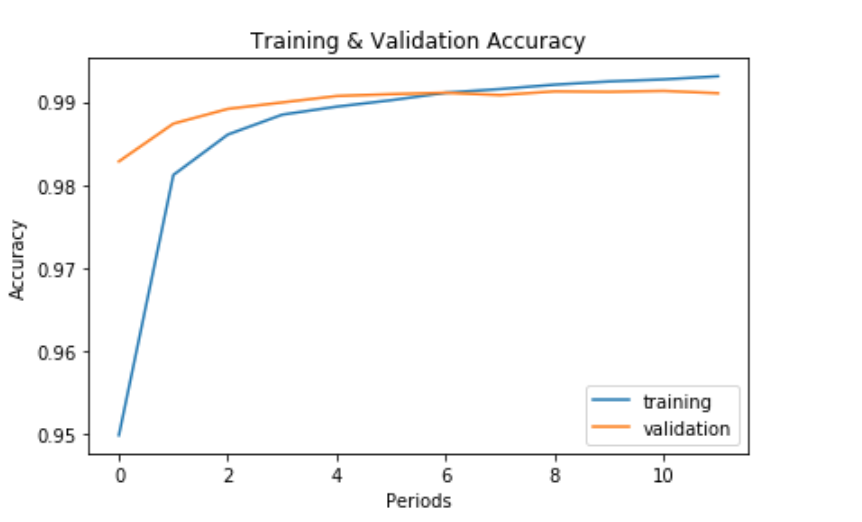 Training & Validation Accuracy
0.99
0.98
0.97
0.96
0.95
Accuracy
training
validation
0 2 4 6 8 10
Periods